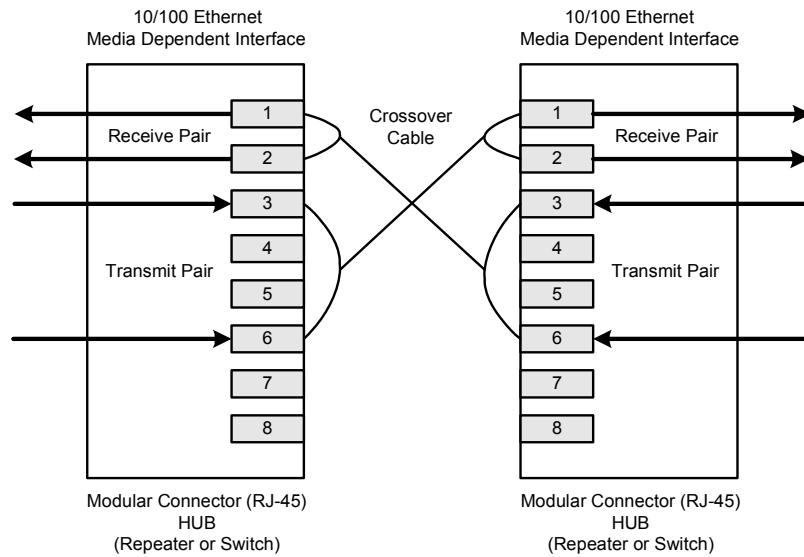 10/100 Ethernet
Media Dependent Interface
10/100 Ethernet
Media Dependent Interface
1
Receive Pair
2
3
4
Transmit Pair
5
6
7
8
Crossover
Cable
1
Receive Pair
2
3
4
Transmit Pair
5
6
7
8
Modular Connector (RJ-45)
HUB
(Repeater or Switch)
Modular Connector (RJ-45)
HUB
(Repeater or Switch)